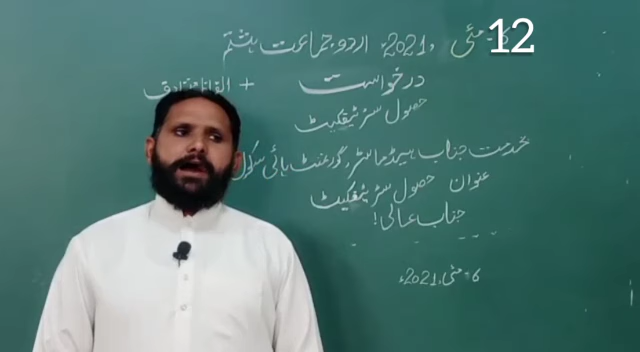 6 - مئی 2021ء اردو جماعت ہشتم
12
درخواست + الفاظ مترادف
حصول سرٹیفکیٹ
بخدمت جناب ہیڈ ماسٹر، گورنمنٹ ہائی سکول
عنوان حصول سرٹیفکیٹ
جناب عالی!
6 - مئی، 2021ء